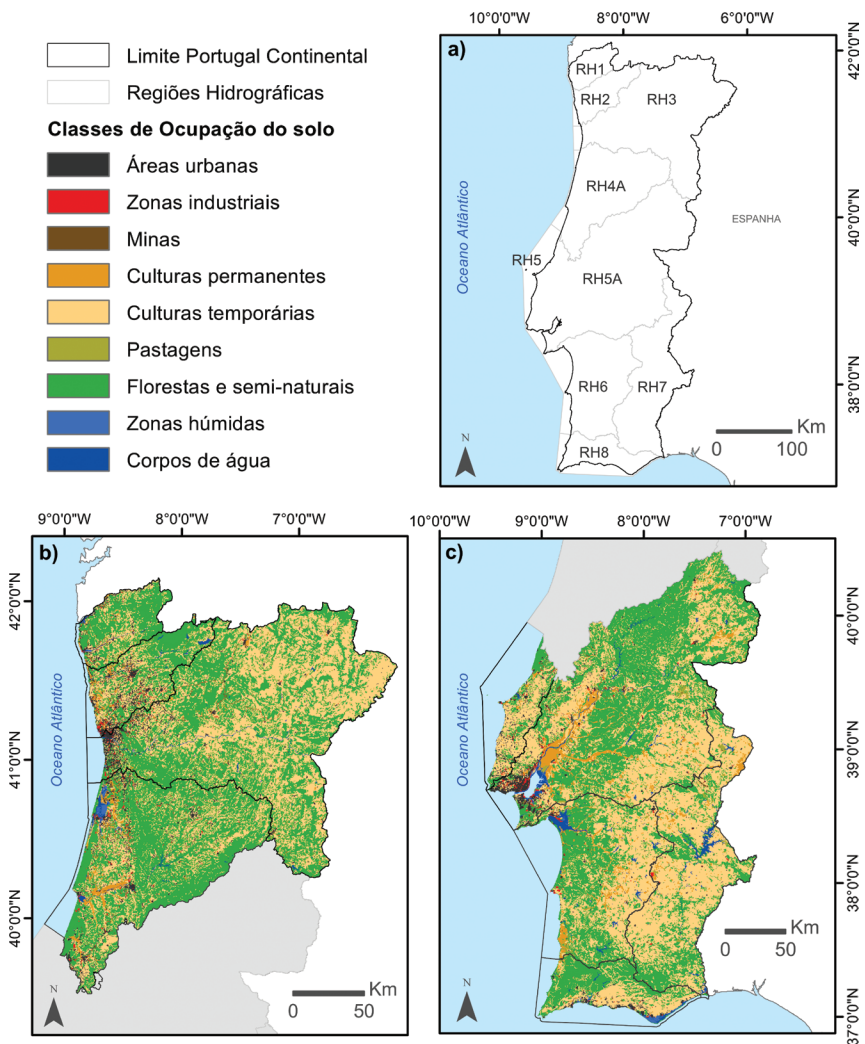 Limite Portugal Continental
Regiões Hidrográficas
Classes de Ocupação do solo
Áreas urbanas
Zonas industriais
Minas
Culturas permanentes
Culturas temporárias
Pastagens
Florestas e semi-naturais
Zonas húmidas
Corpos de água
10°0'0"W 8°0'0"W 6°0'0"W
a)
42°0'0"N
40°0'0"N
38°0'0"N
RH1
RH2
RH3
RH4A
RH5
RH5A
RH6
RH7
RH8
Oceano Atlântico
ESPANHA
N
Km
0 100
9°0'0"W 8°0'0"W 7°0'0"W
b)
42°0'0"N
41°0'0"N
40°0'0"N
Oceano Atlântico
N
Km
0 50
10°0'0"W 9°0'0"W 8°0'0"W 7°0'0"W
c)
40°0'0"N
39°0'0"N
38°0'0"N
37°0'0"N
Oceano Atlântico
N
Km
0 50